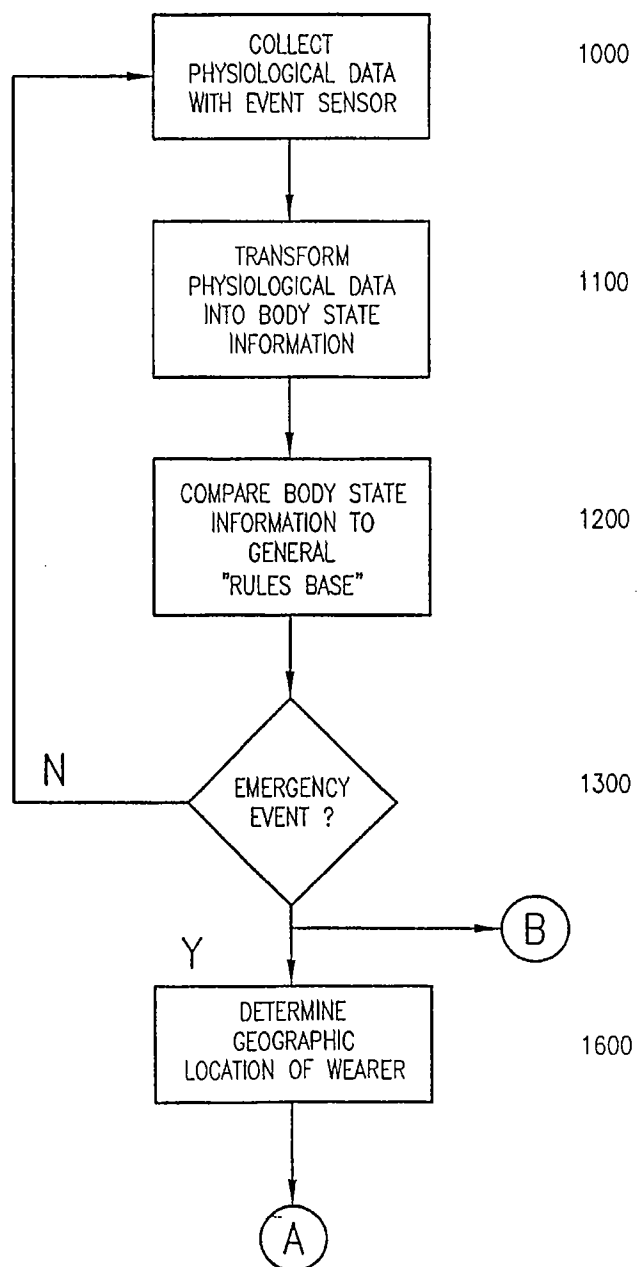 COLLECT
PHYSIOLOGICAL DATA
WITH EVENT SENSOR
1000
TRANSFORM
PHYSIOLOGICAL DATA
INTO BODY STATE
INFORMATION
1100
COMPARE BODY STATE
INFORMATION TO
GENERAL
"RULES BASE"
1200
N
EMERGENCY
EVENT ?
1300
B
Y
DETERMINE
GEOGRAPHIC
LOCATION OF WEARER
1600
A